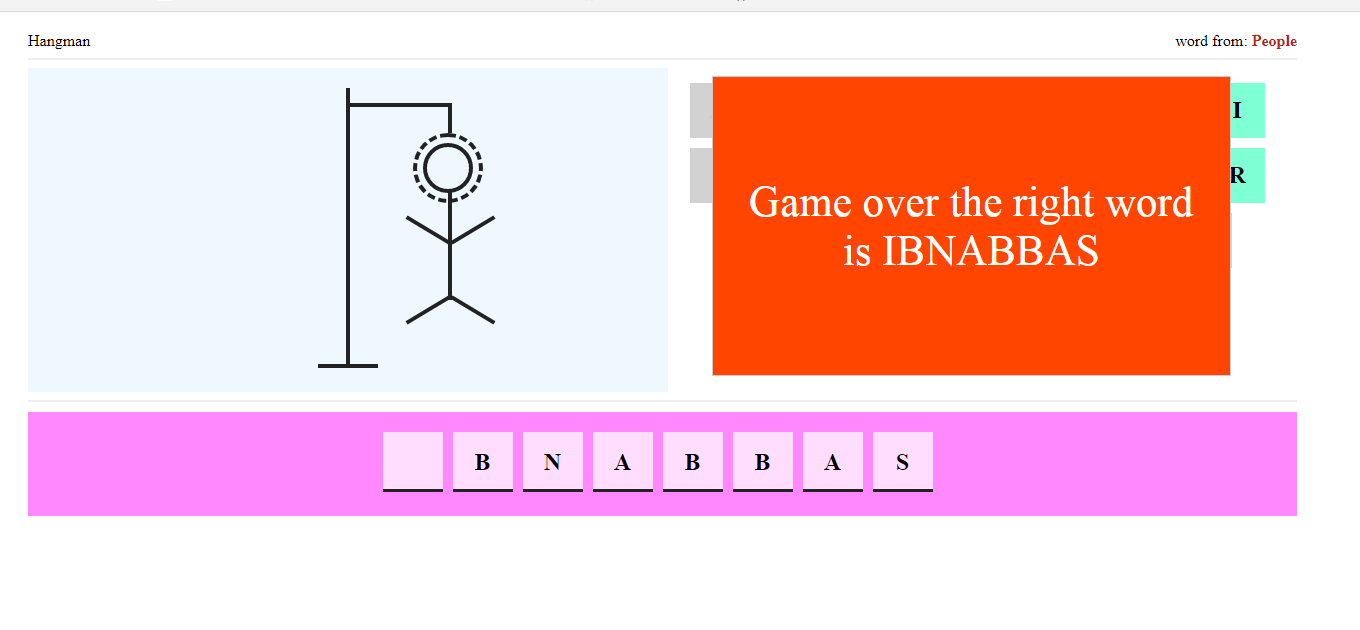 Hangman
word from: People
I
R
Game over the right word
is IBNABBAS
B N A B B A S